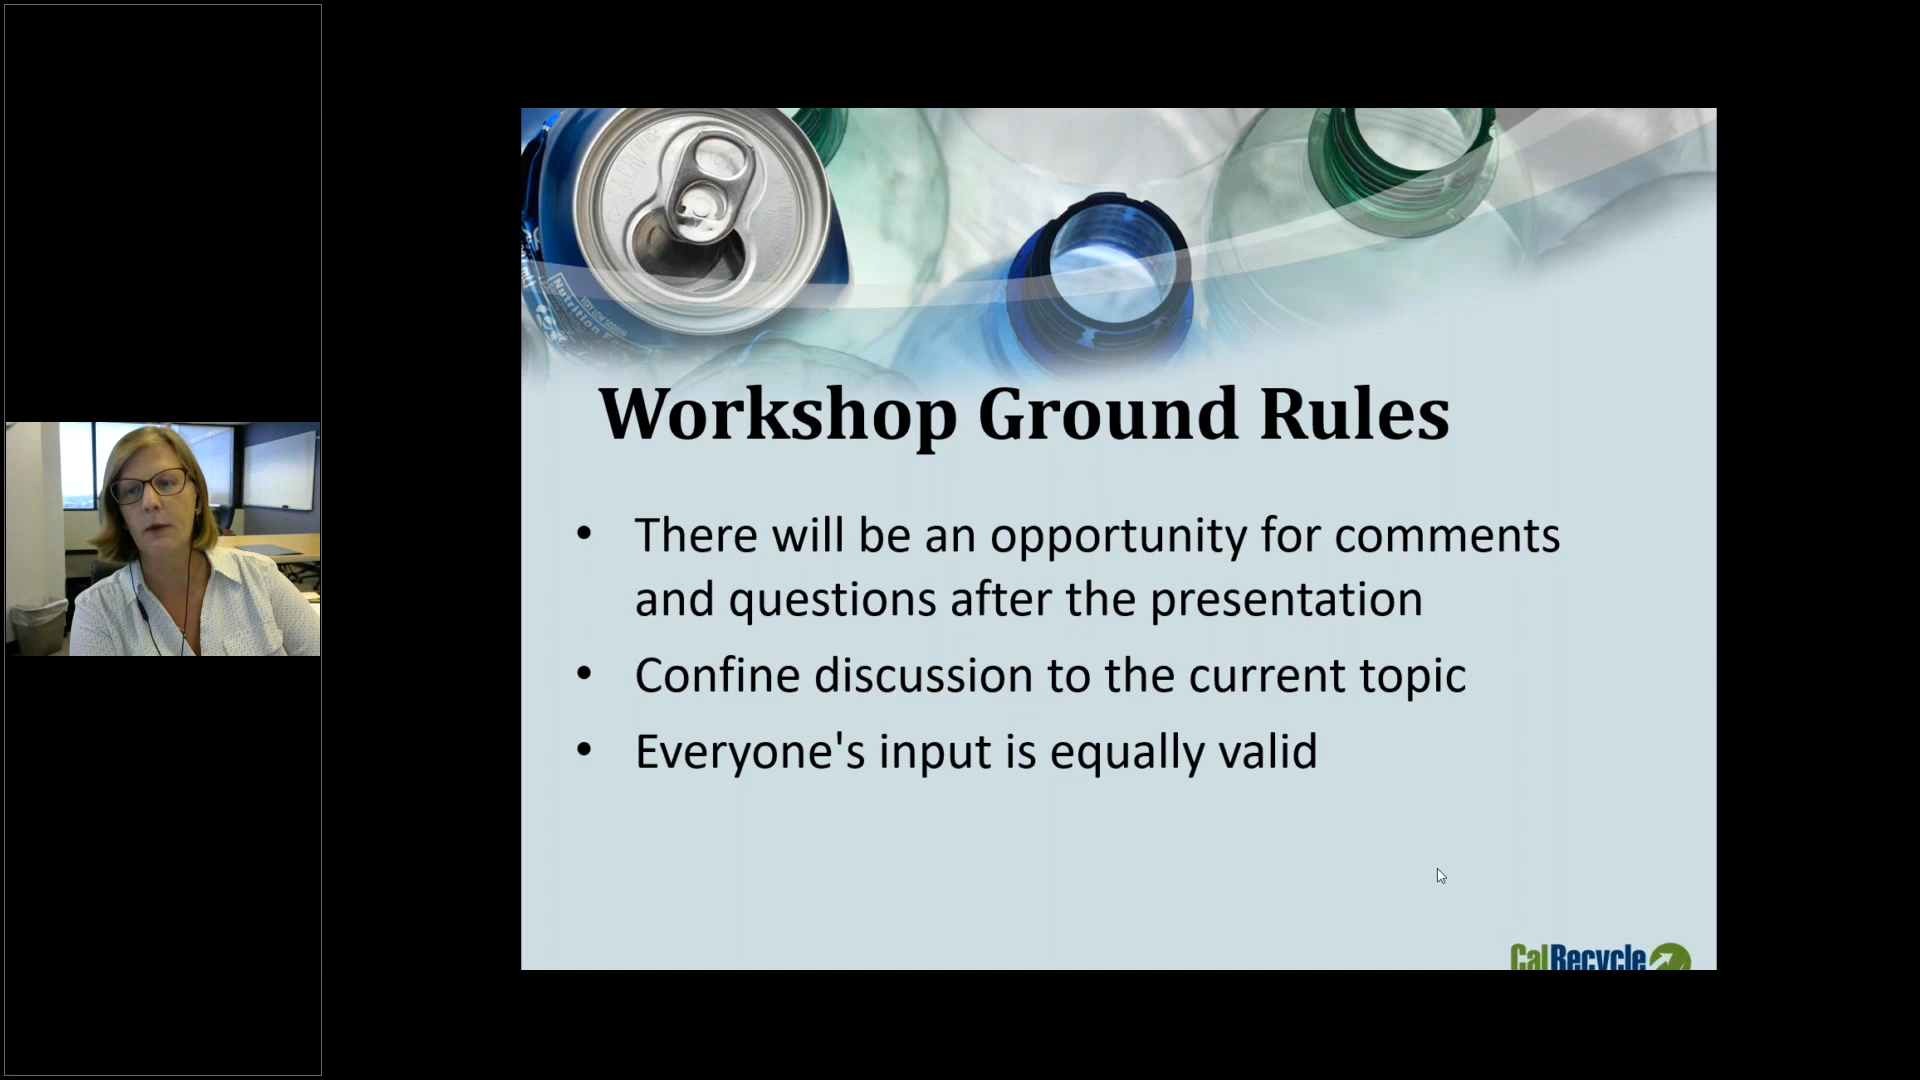 Workshop Ground Rules
• There will be an opportunity for comments
and questions after the presentation
• Confine discussion to the current topic
• Everyone's input is equally valid
CalRecycle